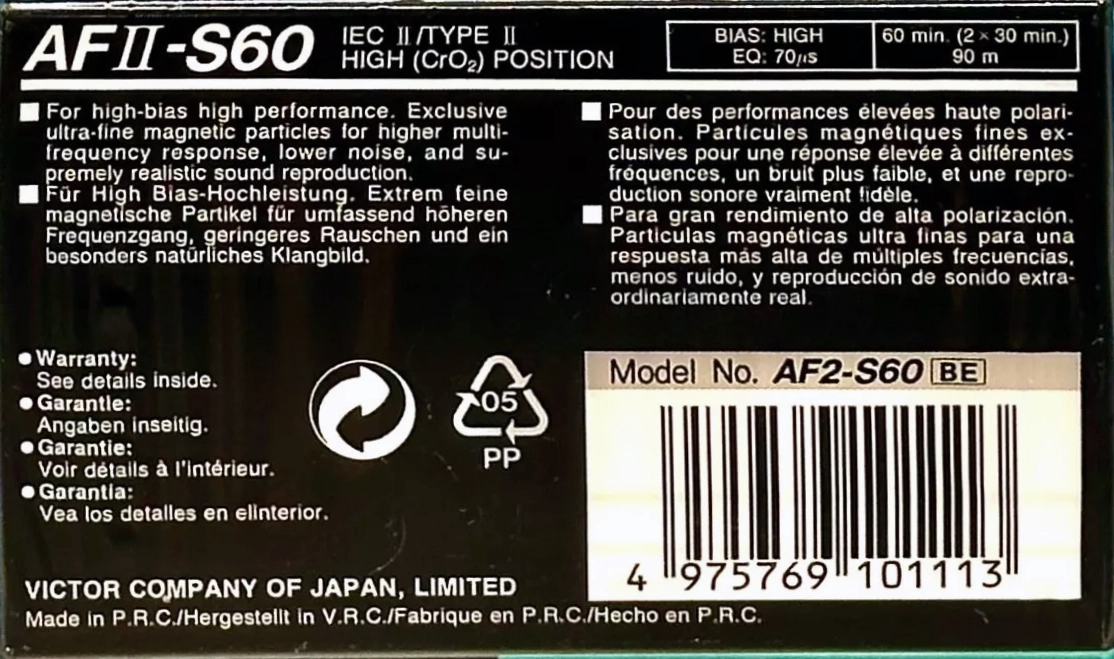 AFII-S60
IEC II/TYPE II
HIGH (CrO₂) POSITION
BIAS: HIGH
EQ: 70µs
60 min. (2 × 30 min.)
90 m
■ For high-bias high performance. Exclusive
ultra-fine magnetic particles for higher multi-
frequency response, lower noise, and su-
premely realistic sound reproduction.
■ Für High Bias-Hochleistung. Extrem feine
magnetische Partikel für umfassend höheren
Frequenzgang, geringeres Rauschen und ein
besonders natürliches Klangbild.
■ Pour des performances élevées haute polari-
sation. Particules magnétiques fines ex-
clusives pour une réponse élevée à différentes
fréquences, un bruit plus faible, et une repro-
duction sonore vraiment fidèle.
■ Para gran rendimiento de alta polarización.
Particulas magnéticas ultra finas para una
respuesta más alta de múltiples frecuencias,
menos ruido, y reproducción de sonido extra-
ordinariamente real.
● Warranty:
See details inside.
● Garantie:
Angaben inseitig.
● Garantie:
Voir détails à l'intérieur.
● Garantia:
Vea los detalles en elinterior.
05
PP
Model No. AF2-S60 BE
4 975769 101113
VICTOR COMPANY OF JAPAN, LIMITED
Made in P.R.C./Hergestellt in V.R.C./Fabrique en P.R.C./Hecho en P.R.C.